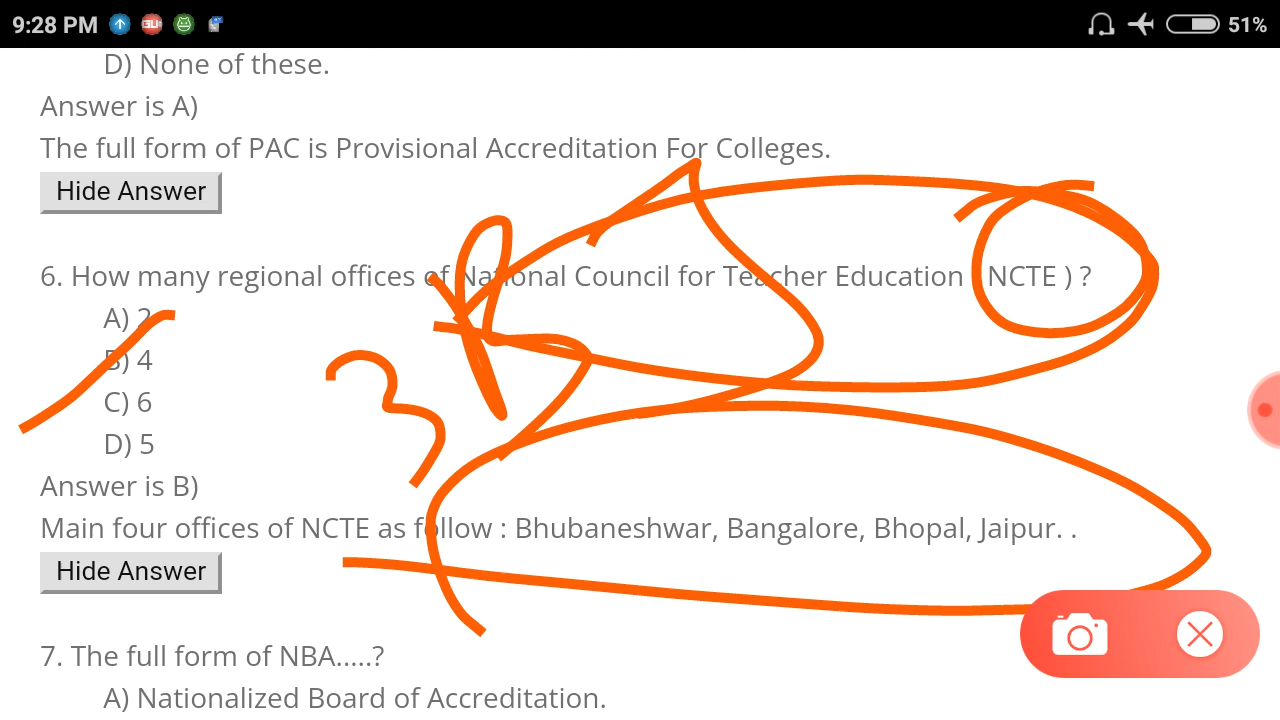 9:28 PM 51%
D) None of these.
Answer is A)
The full form of PAC is Provisional Accreditation For Colleges.
Hide Answer
6. How many regional offices of National Council for Teacher Education ( NCTE ) ?
A) 2
B) 4
C) 6
D) 5
Answer is B)
Main four offices of NCTE as follow : Bhubaneshwar, Bangalore, Bhopal, Jaipur. .
Hide Answer
7. The full form of NBA.....?
A) Nationalized Board of Accreditation.